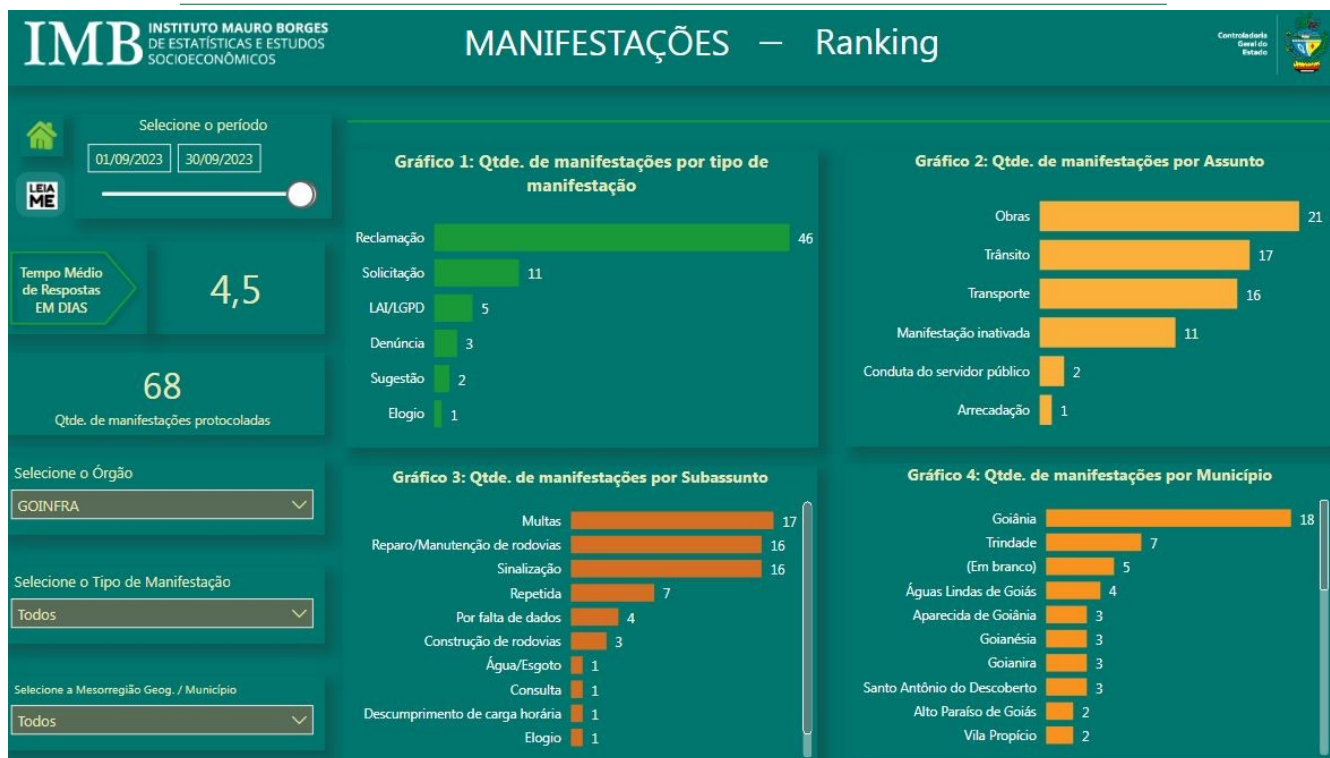 IMB
INSTITUTO MAURO BORGES
DE ESTATÍSTICAS E ESTUDOS
SOCIOECONÔMICOS
MANIFESTAÇÕES — Ranking
Controladoria
Geral do
Estado
Selecione o período
01/09/2023 30/09/2023
LEIA
ME
Tempo Médio
de Respostas
EM DIAS
4,5
68
Qtde. de manifestações protocoladas
Selecione o Órgão
GOINFRA
Selecione o Tipo de Manifestação
Todos
Selecione a Mesorregião Geog. / Município
Todos
Gráfico 1: Qtde. de manifestações por tipo de
manifestação
Reclamação 46
Solicitação 11
LAI/LGPD 5
Denúncia 3
Sugestão 2
Elogio 1
Gráfico 2: Qtde. de manifestações por Assunto
Obras 21
Trânsito 17
Transporte 16
Manifestação inativada 11
Conduta do servidor público 2
Arrecadação 1
Gráfico 3: Qtde. de manifestações por Subassunto
Multas 17
Reparo/Manutenção de rodovias 16
Sinalização 16
Repetida 7
Por falta de dados 4
Construção de rodovias 3
Água/Esgoto 1
Consulta 1
Descumprimento de carga horária 1
Elogio 1
Gráfico 4: Qtde. de manifestações por Município
Goiânia 18
Trindade 7
(Em branco) 5
Águas Lindas de Goiás 4
Aparecida de Goiânia 3
Goianésia 3
Goianira 3
Santo Antônio do Descoberto 3
Alto Paraíso de Goiás 2
Vila Propício 2